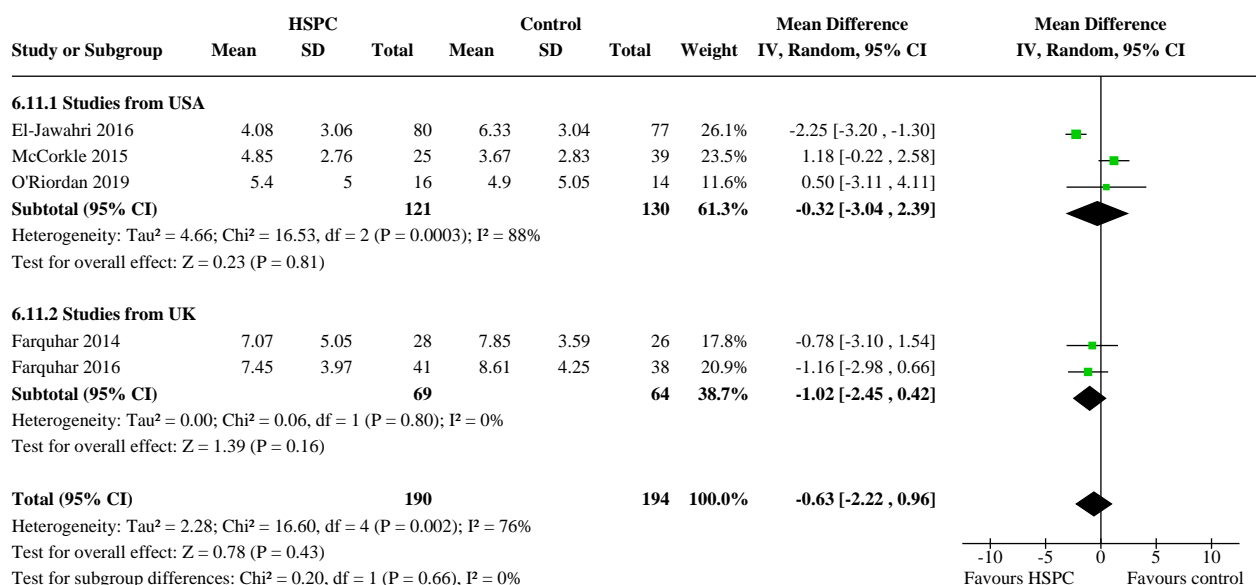 HSPC Control Mean Difference Mean Difference
Study or Subgroup Mean SD Total Mean SD Total Weight IV, Random, 95% CI IV, Random, 95% CI
6.11.1 Studies from USA
El-Jawahri 2016 4.08 3.06 80 6.33 3.04 77 26.1% -2.25 [-3.20 , -1.30]
McCorkle 2015 4.85 2.76 25 3.67 2.83 39 23.5% 1.18 [-0.22 , 2.58]
O'Riordan 2019 5.4 5 16 4.9 5.05 14 11.6% 0.50 [-3.11 , 4.11]
Subtotal (95% CI) 121 130 61.3% -0.32 [-3.04 , 2.39]
Heterogeneity: Tau² = 4.66; Chi² = 16.53, df = 2 (P = 0.0003); I² = 88%
Test for overall effect: Z = 0.23 (P = 0.81)
6.11.2 Studies from UK
Farquhar 2014 7.07 5.05 28 7.85 3.59 26 17.8% -0.78 [-3.10 , 1.54]
Farquhar 2016 7.45 3.97 41 8.61 4.25 38 20.9% -1.16 [-2.98 , 0.66]
Subtotal (95% CI) 69 64 38.7% -1.02 [-2.45 , 0.42]
Heterogeneity: Tau² = 0.00; Chi² = 0.06, df = 1 (P = 0.80); I² = 0%
Test for overall effect: Z = 1.39 (P = 0.16)
Total (95% CI) 190 194 100.0% -0.63 [-2.22 , 0.96]
Heterogeneity: Tau² = 2.28; Chi² = 16.60, df = 4 (P = 0.002); I² = 76%
Test for overall effect: Z = 0.78 (P = 0.43)
-10 -5 0 5 10
Test for subgroup differences: Chi² = 0.20, df = 1 (P = 0.66), I² = 0%
Favours HSPC Favours control